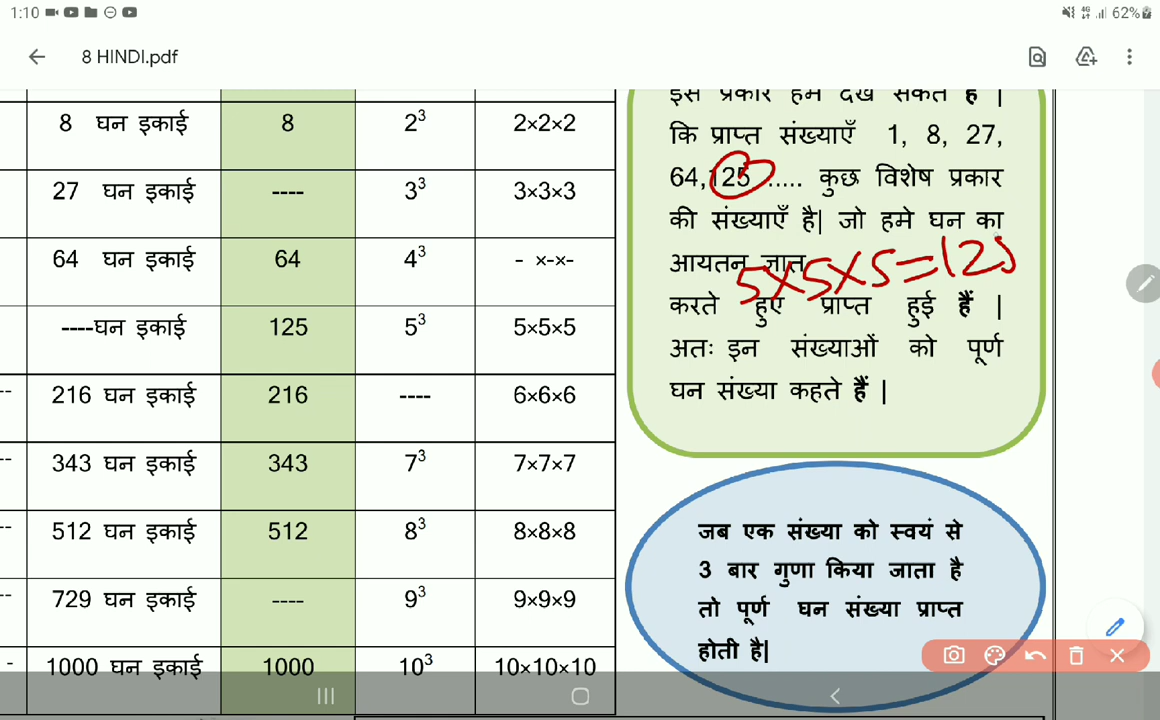 1:10
62%
8 HINDI.pdf
8 घन इकाई 8 2³ 2×2×2
27 घन इकाई ---- 3³ 3×3×3
64 घन इकाई 64 4³ - ×-×-
----घन इकाई 125 5³ 5×5×5
-- 216 घन इकाई 216 ---- 6×6×6
-- 343 घन इकाई 343 7³ 7×7×7
-- 512 घन इकाई 512 8³ 8×8×8
-- 729 घन इकाई ---- 9³ 9×9×9
- 1000 घन इकाई 1000 10³ 10×10×10
इस प्रकार हम देख सकते हैं |
कि प्राप्त संख्याएँ 1, 8, 27,
64,125, .... कुछ विशेष प्रकार
की संख्याएँ है| जो हमे घन का
आयतन ज्ञात
5×5×5=125
करते हुए प्राप्त हुई हैं |
अतः इन संख्याओं को पूर्ण
घन संख्या कहते हैं |
जब एक संख्या को स्वयं से
3 बार गुणा किया जाता है
तो पूर्ण घन संख्या प्राप्त
होती है|